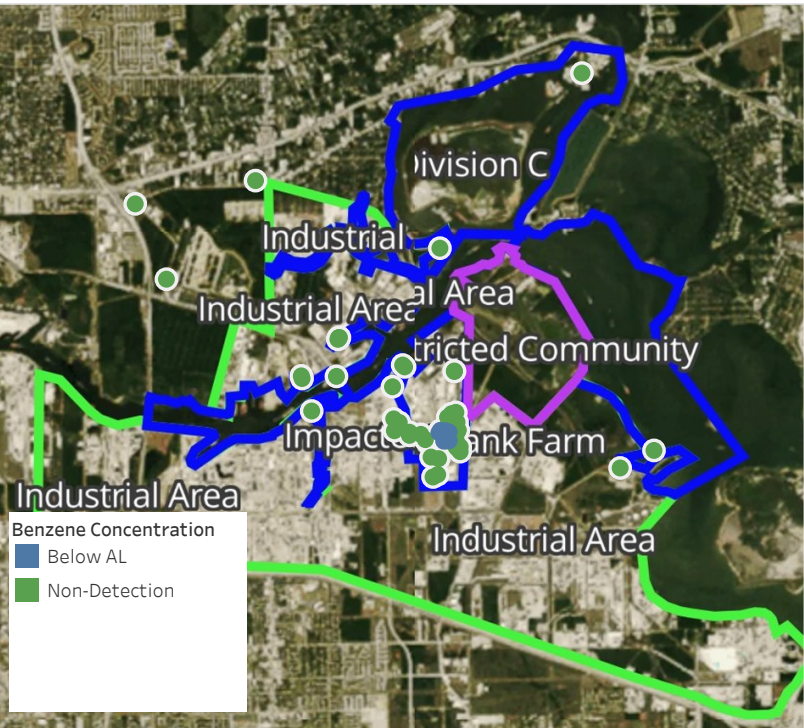 Division C
Industrial
al Area
Industrial Area
tricted Community
Impacte
ank Farm
Industrial Area
Industrial Area
Benzene Concentration
Below AL
Non-Detection